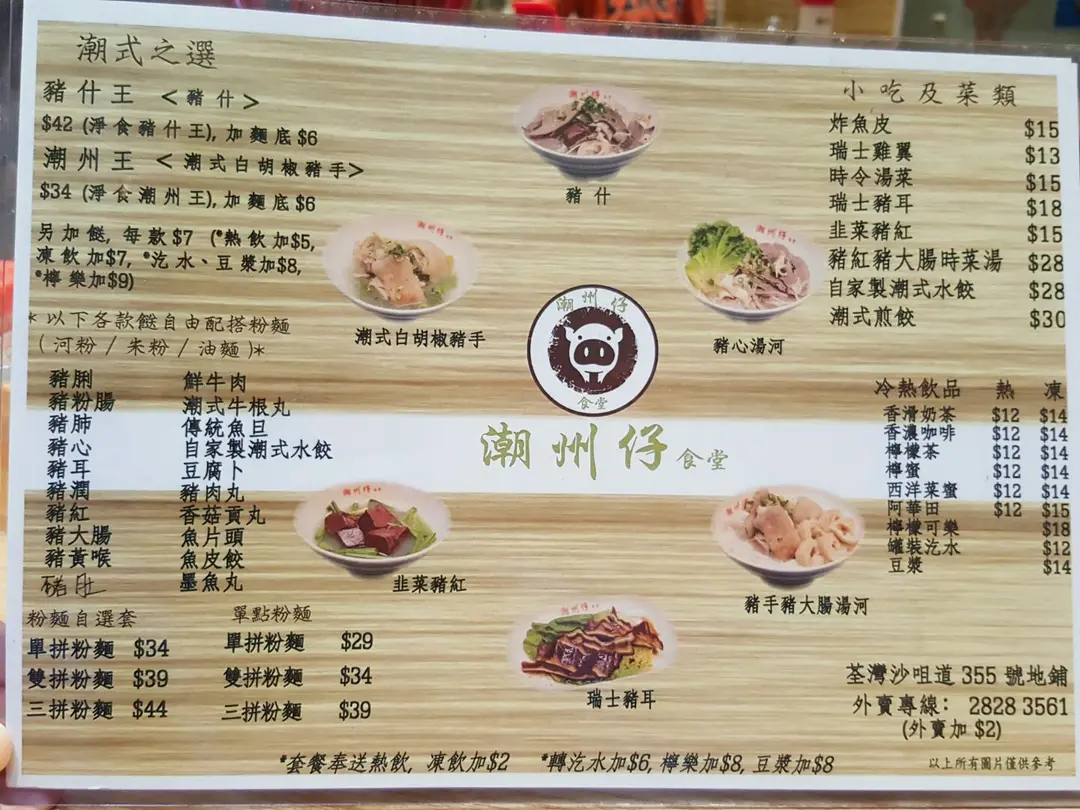 潮式之選
豬什王 <豬什>
$42 (淨食豬什王), 加麵底 $6
潮州王 <潮式白胡椒豬手>
$34 (淨食潮州王), 加麵底 $6
另加餸, 每款$7 (*熱飲加$5,
凍飲加$7, *汔水、豆漿加$8,
*檸樂加$9)
*以下各款餸自由配搭粉麵
(河粉 / 米粉 / 油麵)*
豬脷 鮮牛肉
豬粉腸 潮式牛根丸
豬肺 傳統魚旦
豬心 自家製潮式水餃
豬耳 豆腐卜
豬潤 豬肉丸
豬紅 香菇貢丸
豬大腸 魚片頭
豬黃喉 魚皮餃
豬肚 墨魚丸
粉麵自選套
單拼粉麵 $34
雙拼粉麵 $39
三拼粉麵 $44
單點粉麵
單拼粉麵 $29
雙拼粉麵 $34
三拼粉麵 $39
豬什
潮式白胡椒豬手
豬心湯河
潮州仔
食堂
潮州仔食堂
韭菜豬紅
豬手豬大腸湯河
瑞士豬耳
小吃及菜類
炸魚皮 $15
瑞士雞翼 $13
時令湯菜 $15
瑞士豬耳 $18
韭菜豬紅 $15
豬紅豬大腸時菜湯 $28
自家製潮式水餃 $28
潮式煎餃 $30
冷熱飲品 熱 凍
香滑奶茶 $12 $14
香濃咖啡 $12 $14
檸檬茶 $12 $14
檸蜜 $12 $14
西洋菜蜜 $12 $14
阿華田 $12 $15
檸檬可樂 $18
罐裝汔水 $12
豆漿 $14
荃灣沙咀道 355 號地鋪
外賣專線: 2828 3561
(外賣加 $2)
*套餐奉送熱飲, 凍飲加$2 *轉汔水加$6, 檸樂加$8, 豆漿加$8
以上所有圖片僅供參考